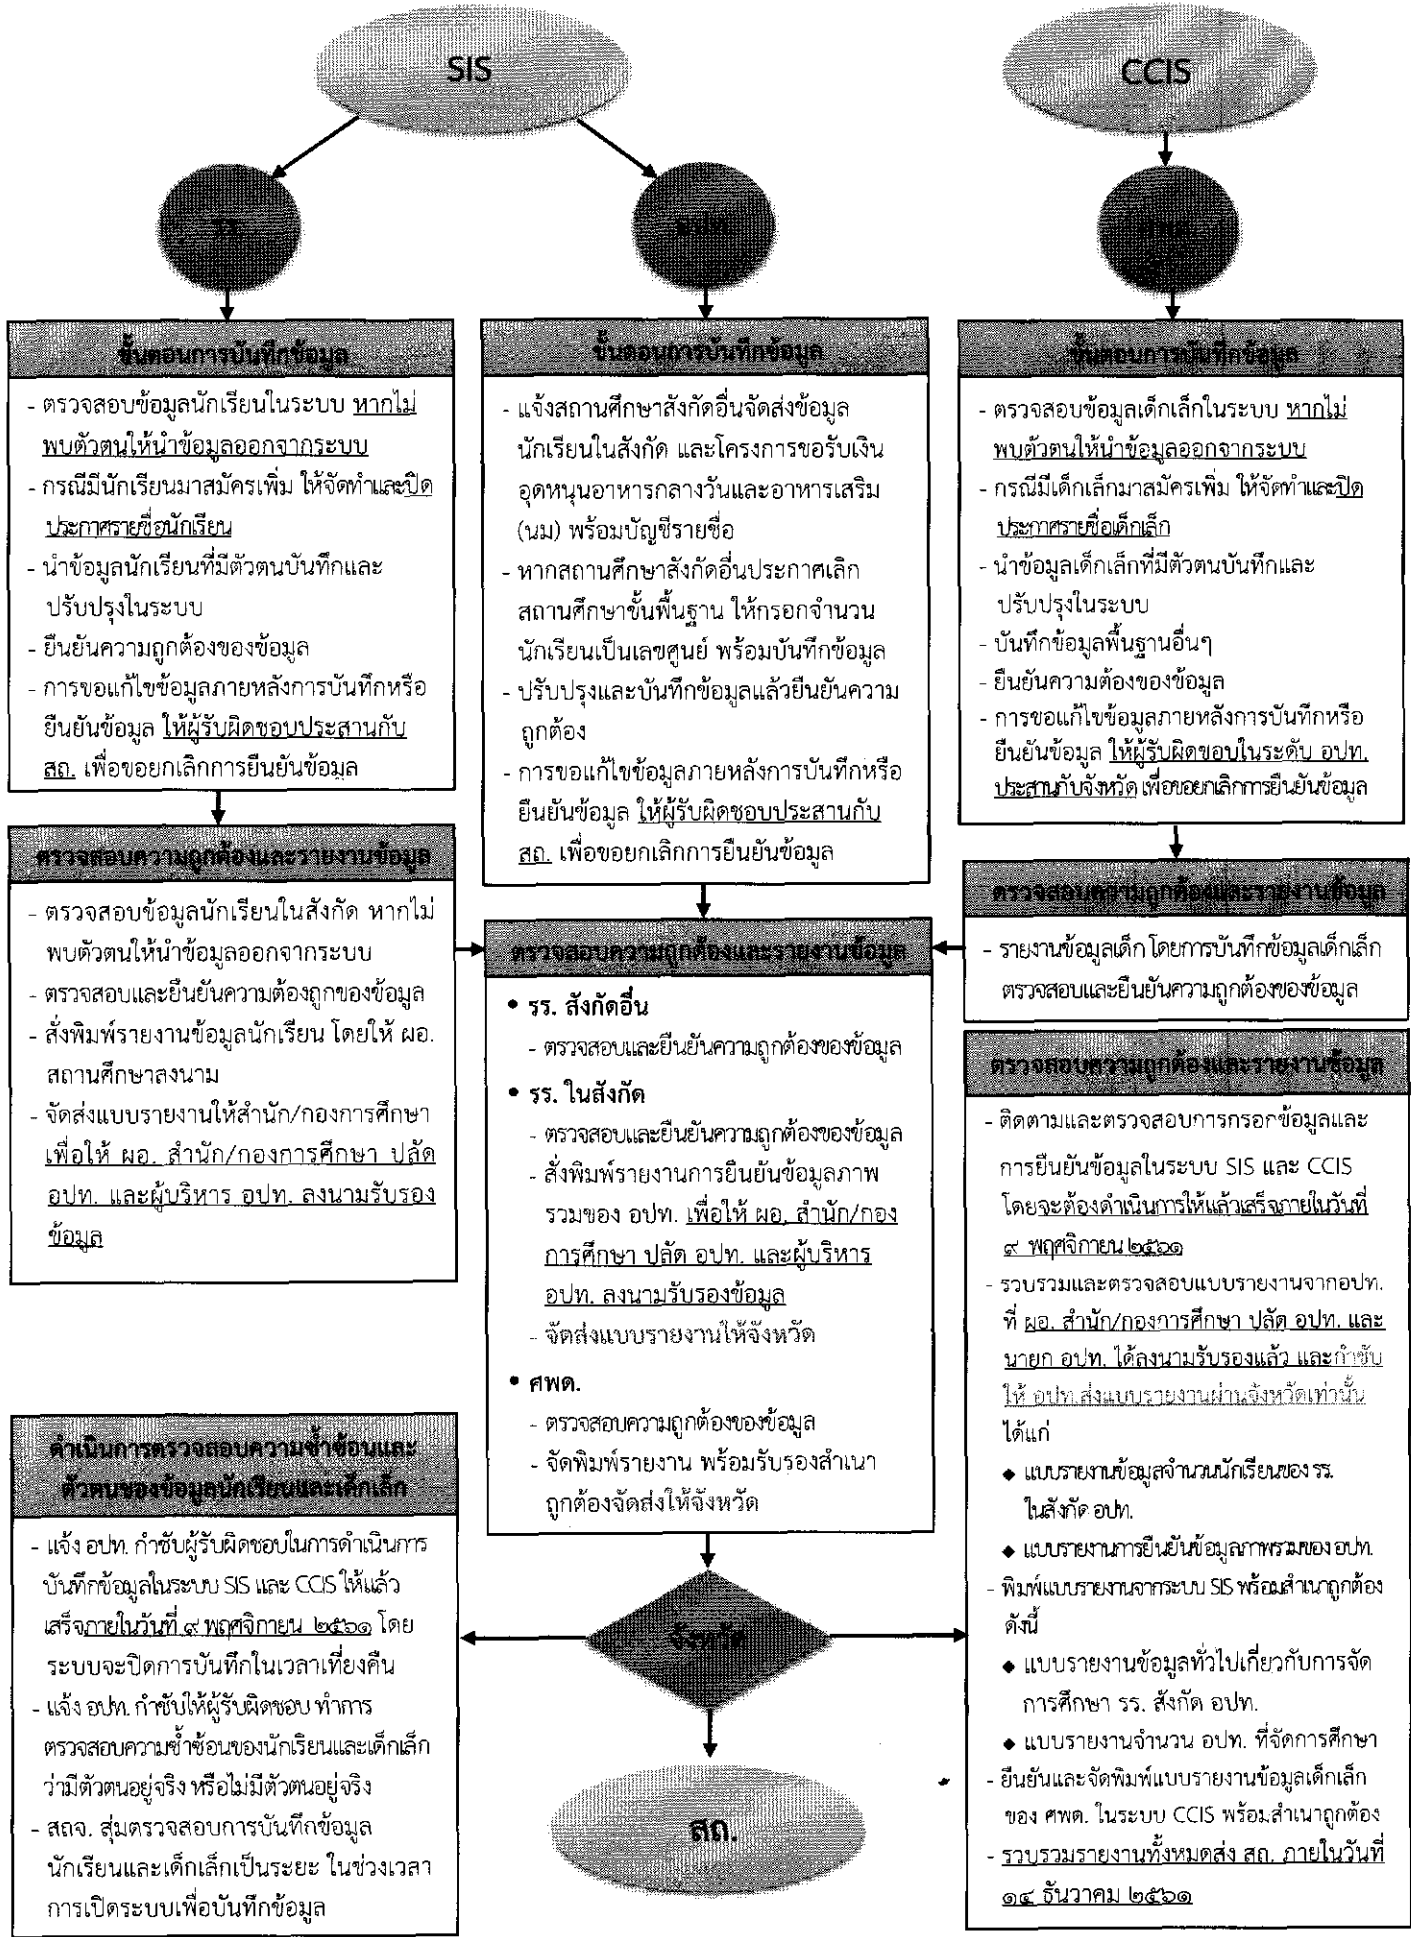 SIS
CCIS
รร.
อปท.
ศพด.
ขั้นตอนการบันทึกข้อมูล
- ตรวจสอบข้อมูลนักเรียนในระบบ หากไม่
พบตัวตนให้นำข้อมูลออกจากระบบ
- กรณีมีนักเรียนมาสมัครเพิ่ม ให้จัดทำและปิด
ประกาศรายชื่อนักเรียน
- นำข้อมูลนักเรียนที่มีตัวตนบันทึกและ
ปรับปรุงในระบบ
- ยืนยันความถูกต้องของข้อมูล
- การขอแก้ไขข้อมูลภายหลังการบันทึกหรือ
ยืนยันข้อมูล ให้ผู้รับผิดชอบประสานกับ
สถ. เพื่อขอยกเลิกการยืนยันข้อมูล
ขั้นตอนการบันทึกข้อมูล
- แจ้งสถานศึกษาสังกัดอื่นจัดส่งข้อมูล
นักเรียนในสังกัด และโครงการขอรับเงิน
อุดหนุนอาหารกลางวันและอาหารเสริม
(นม) พร้อมบัญชีรายชื่อ
- หากสถานศึกษาสังกัดอื่นประกาศเลิก
สถานศึกษาขั้นพื้นฐาน ให้กรอกจำนวน
นักเรียนเป็นเลขศูนย์ พร้อมบันทึกข้อมูล
- ปรับปรุงและบันทึกข้อมูลแล้วยืนยันความ
ถูกต้อง
- การขอแก้ไขข้อมูลภายหลังการบันทึกหรือ
ยืนยันข้อมูล ให้ผู้รับผิดชอบประสานกับ
สถ. เพื่อขอยกเลิกการยืนยันข้อมูล
ขั้นตอนการบันทึกข้อมูล
- ตรวจสอบข้อมูลเด็กเล็กในระบบ หากไม่
พบตัวตนให้นำข้อมูลออกจากระบบ
- กรณีมีเด็กเล็กมาสมัครเพิ่ม ให้จัดทำและปิด
ประกาศรายชื่อเด็กเล็ก
- นำข้อมูลเด็กเล็กที่มีตัวตนบันทึกและ
ปรับปรุงในระบบ
- บันทึกข้อมูลพื้นฐานอื่นๆ
- ยืนยันความต้องของข้อมูล
- การขอแก้ไขข้อมูลภายหลังการบันทึกหรือ
ยืนยันข้อมูล ให้ผู้รับผิดชอบในระดับ อปท.
ประสานกับจังหวัด เพื่อขอยกเลิกการยืนยันข้อมูล
ตรวจสอบความถูกต้องและรายงานข้อมูล
- ตรวจสอบข้อมูลนักเรียนในสังกัด หากไม่
พบตัวตนให้นำข้อมูลออกจากระบบ
- ตรวจสอบและยืนยันความต้องถูกของข้อมูล
- สั่งพิมพ์รายงานข้อมูลนักเรียน โดยให้ ผอ.
สถานศึกษาลงนาม
- จัดส่งแบบรายงานให้สำนัก/กองการศึกษา
เพื่อให้ ผอ. สำนัก/กองการศึกษา ปลัด
อปท. และผู้บริหาร อปท. ลงนามรับรอง
ข้อมูล
ตรวจสอบความถูกต้องและรายงานข้อมูล
• รร. สังกัดอื่น
- ตรวจสอบและยืนยันความถูกต้องของข้อมูล
• รร. ในสังกัด
- ตรวจสอบและยืนยันความถูกต้องของข้อมูล
- สั่งพิมพ์รายงานการยืนยันข้อมูลภาพ
รวมของ อปท. เพื่อให้ ผอ. สำนัก/กอง
การศึกษา ปลัด อปท. และผู้บริหาร
อปท. ลงนามรับรองข้อมูล
- จัดส่งแบบรายงานให้จังหวัด
• ศพด.
- ตรวจสอบความถูกต้องของข้อมูล
- จัดพิมพ์รายงาน พร้อมรับรองสำเนา
ถูกต้องจัดส่งให้จังหวัด
ตรวจสอบความถูกต้องและรายงานข้อมูล
- รายงานข้อมูลเด็ก โดยการบันทึกข้อมูลเด็กเล็ก
ตรวจสอบและยืนยันความถูกต้องของข้อมูล
ตรวจสอบความถูกต้องและรายงานข้อมูล
- ติดตามและตรวจสอบการกรอกข้อมูลและ
การยืนยันข้อมูลในระบบ SIS และ CCIS
โดยจะต้องดำเนินการให้แล้วเสร็จภายในวันที่
๙ พฤศจิกายน ๒๕๖๑
- รวบรวมและตรวจสอบแบบรายงานจากอปท.
ที่ ผอ. สำนัก/กองการศึกษา ปลัด อปท. และ
นายก อปท. ได้ลงนามรับรองแล้ว และกำชับ
ให้ อปท.ส่งแบบรายงานผ่านจังหวัดเท่านั้น
ได้แก่
◆ แบบรายงานข้อมูลจำนวนนักเรียนของ รร.
ในสังกัด อปท.
◆ แบบรายงานการยืนยันข้อมูลภาพรวมของ อปท.
- พิมพ์แบบรายงานจากระบบ SIS พร้อมสำเนาถูกต้อง
ดังนี้
◆ แบบรายงานข้อมูลทั่วไปเกี่ยวกับการจัด
การศึกษา รร. สังกัด อปท.
◆ แบบรายงานจำนวน อปท. ที่จัดการศึกษา
- ยืนยันและจัดพิมพ์แบบรายงานข้อมูลเด็กเล็ก
ของ ศพด. ในระบบ CCIS พร้อมสำเนาถูกต้อง
- รวบรวมรายงานทั้งหมดส่ง สถ. ภายในวันที่
๑๔ ธันวาคม ๒๕๖๑
ดำเนินการตรวจสอบความซ้ำซ้อนและ
ตัวตนของข้อมูลนักเรียนและเด็กเล็ก
- แจ้ง อปท. กำชับผู้รับผิดชอบในการดำเนินการ
บันทึกข้อมูลในระบบ SIS และ CCIS ให้แล้ว
เสร็จภายในวันที่ ๙ พฤศจิกายน ๒๕๖๑ โดย
ระบบจะปิดการบันทึกในเวลาเที่ยงคืน
- แจ้ง อปท. กำชับให้ผู้รับผิดชอบ ทำการ
ตรวจสอบความซ้ำซ้อนของนักเรียนและเด็กเล็ก
ว่ามีตัวตนอยู่จริง หรือไม่มีตัวตนอยู่จริง
- สถจ. สุ่มตรวจสอบการบันทึกข้อมูล
นักเรียนและเด็กเล็กเป็นระยะ ในช่วงเวลา
การเปิดระบบเพื่อบันทึกข้อมูล
จังหวัด
สถ.